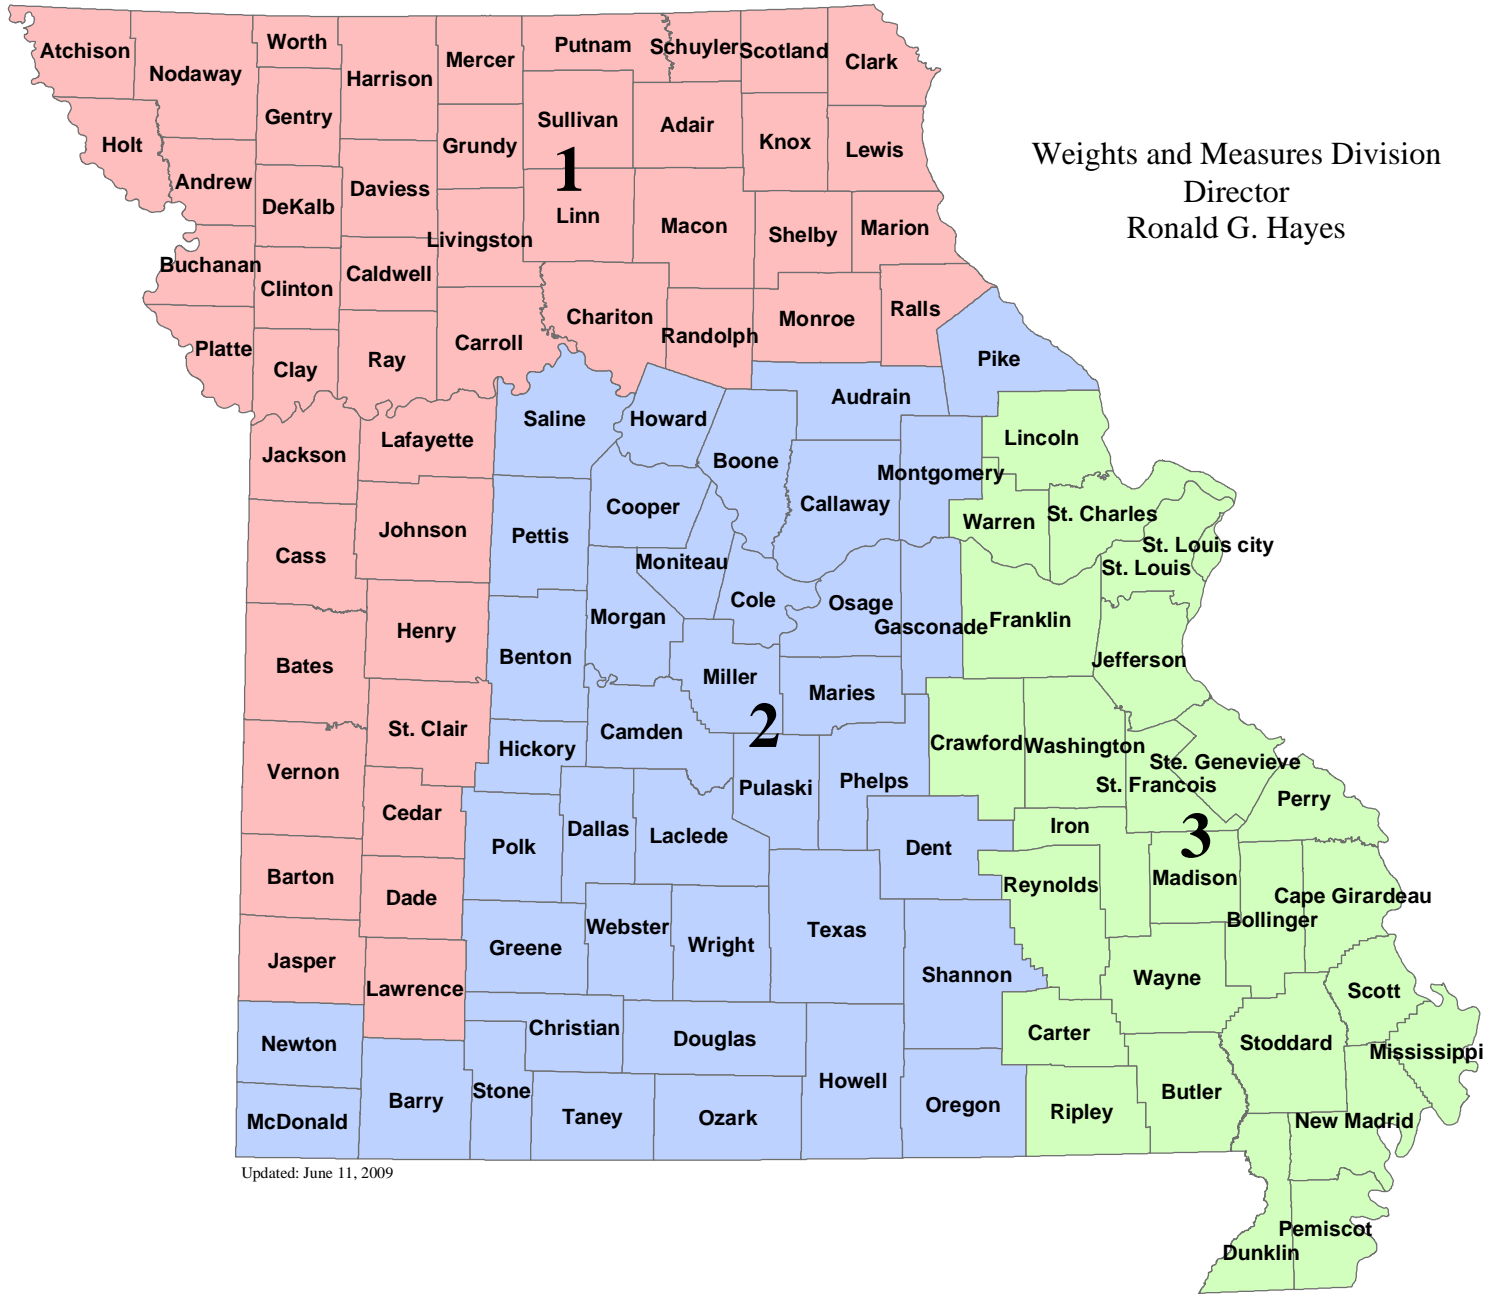 Atchison
Nodaway
Worth
Harrison
Mercer
Putnam
Schuyler
Scotland
Clark
Holt
Gentry
Grundy
Sullivan
Adair
Knox
Lewis
Andrew
DeKalb
Daviess
1
Linn
Livingston
Macon
Shelby
Marion
Buchanan
Clinton
Caldwell
Chariton
Randolph
Monroe
Ralls
Platte
Clay
Ray
Carroll
Pike
Weights and Measures Division
Director
Ronald G. Hayes
Jackson
Lafayette
Saline
Howard
Boone
Audrain
Lincoln
Cass
Johnson
Pettis
Cooper
Callaway
Montgomery
Warren
St. Charles
St. Louis city
St. Louis
Moniteau
Cole
Osage
Gasconade
Franklin
Jefferson
Bates
Henry
Benton
Morgan
Miller
Maries
2
Vernon
St. Clair
Hickory
Camden
Pulaski
Phelps
Crawford
Washington
Ste. Genevieve
St. Francois
Perry
Cedar
Polk
Dallas
Laclede
Dent
Iron
3
Madison
Reynolds
Cape Girardeau
Bollinger
Barton
Dade
Greene
Webster
Wright
Texas
Shannon
Wayne
Scott
Jasper
Lawrence
Christian
Douglas
Carter
Stoddard
Mississippi
Newton
Barry
Stone
Taney
Ozark
Howell
Oregon
Ripley
Butler
New Madrid
McDonald
Pemiscot
Dunklin
Updated: June 11, 2009